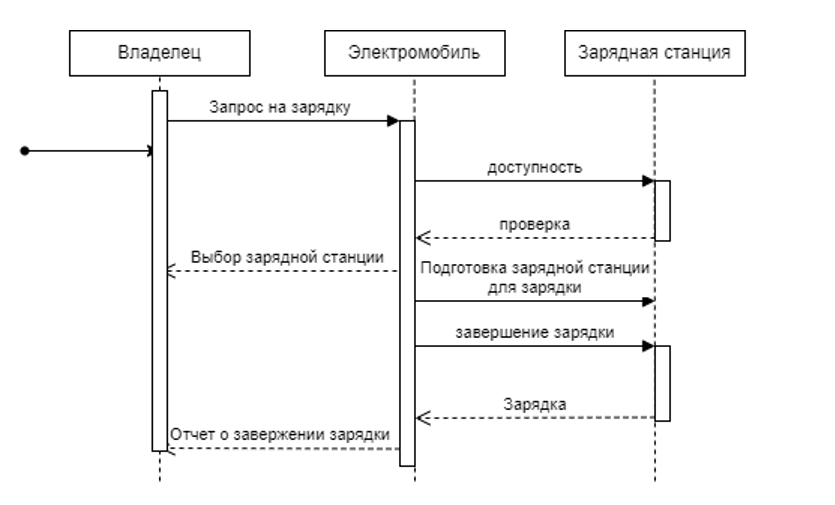 Владелец
Электромобиль
Зарядная станция
Запрос на зарядку
доступность
проверка
Выбор зарядной станции
Подготовка зарядной станции
для зарядки
завершение зарядки
Зарядка
Отчет о завержении зарядки